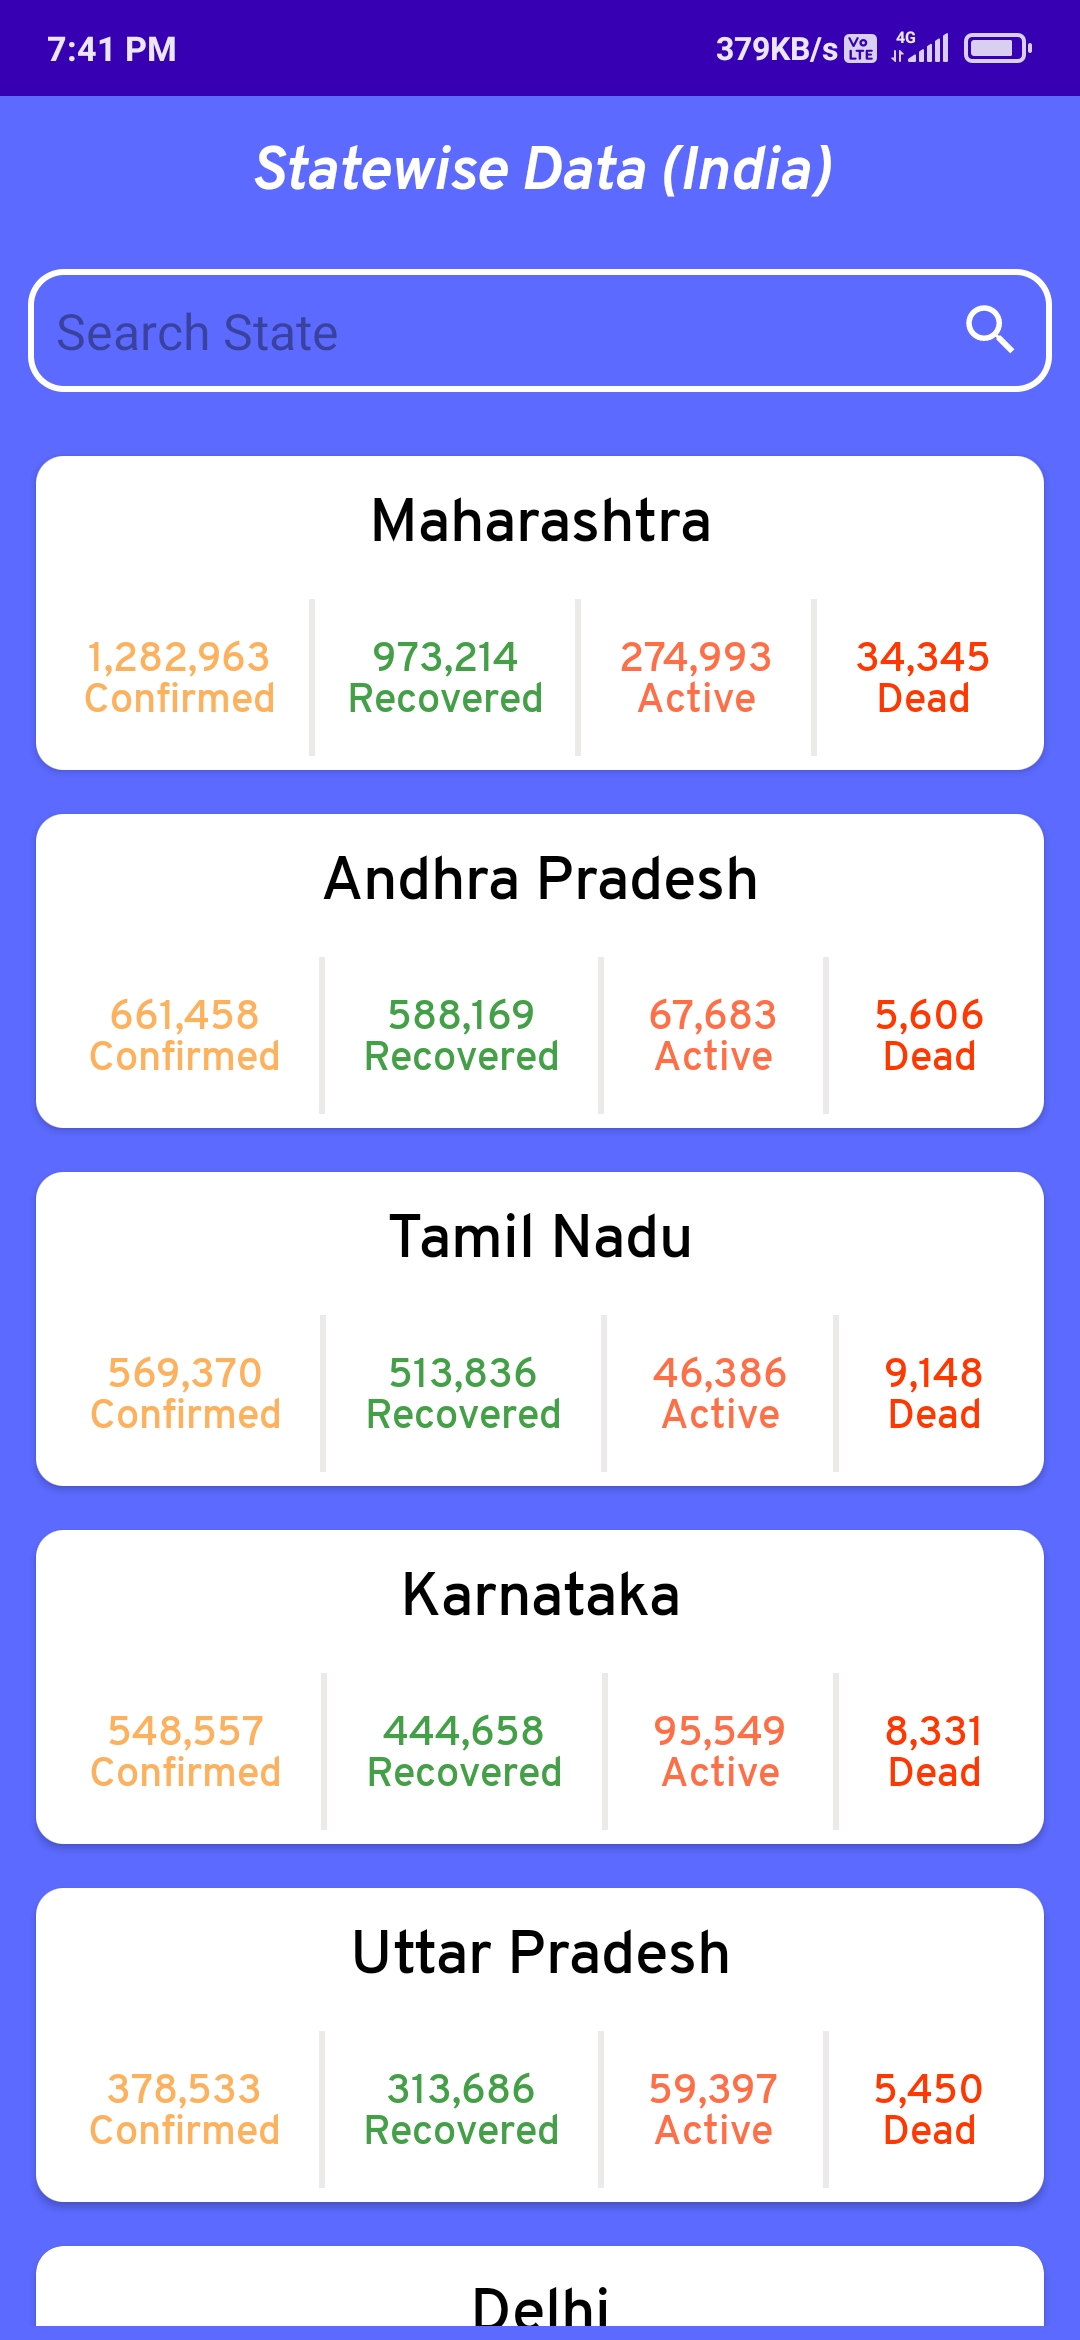 7:41 PM 379KB/s Vo LTE 4G
Statewise Data (India)
Search State
Maharashtra
1,282,963 973,214 274,993 34,345
Confirmed Recovered Active Dead
Andhra Pradesh
661,458 588,169 67,683 5,606
Confirmed Recovered Active Dead
Tamil Nadu
569,370 513,836 46,386 9,148
Confirmed Recovered Active Dead
Karnataka
548,557 444,658 95,549 8,331
Confirmed Recovered Active Dead
Uttar Pradesh
378,533 313,686 59,397 5,450
Confirmed Recovered Active Dead
Delhi